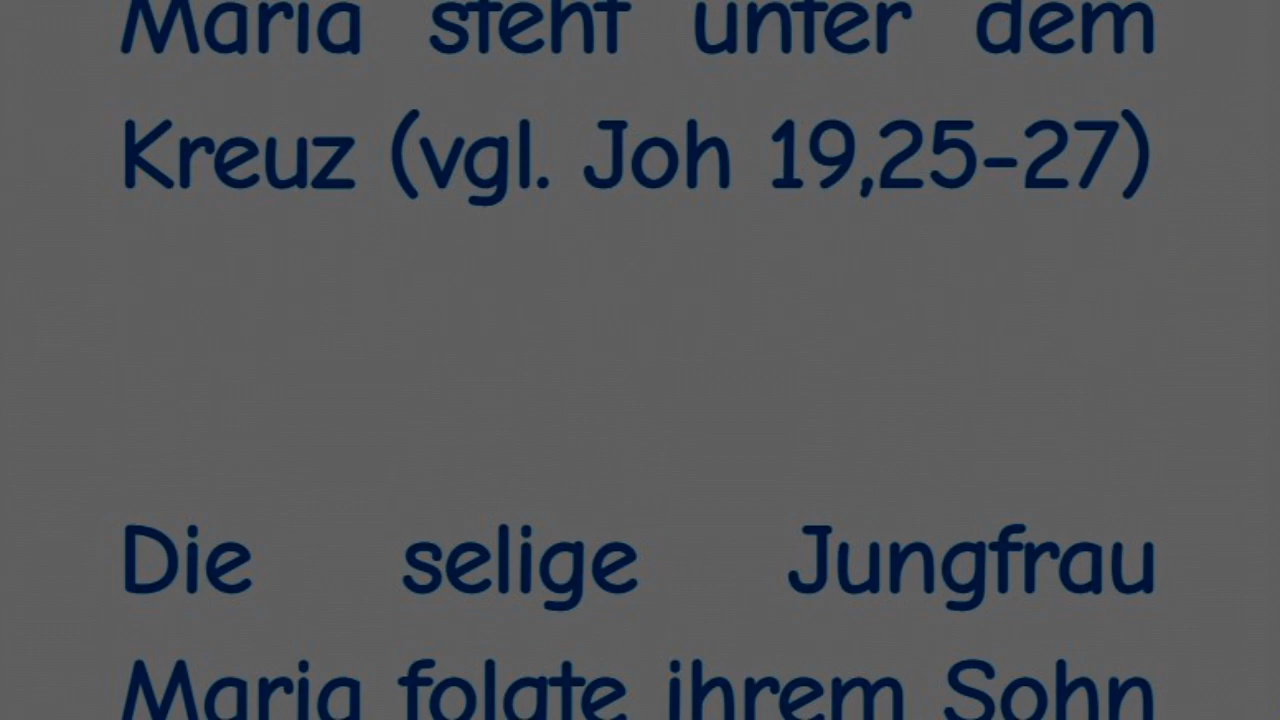 Maria steht unter dem
Kreuz (vgl. Joh 19,25-27)
Die selige Jungfrau
Maria folgte ihrem Sohn